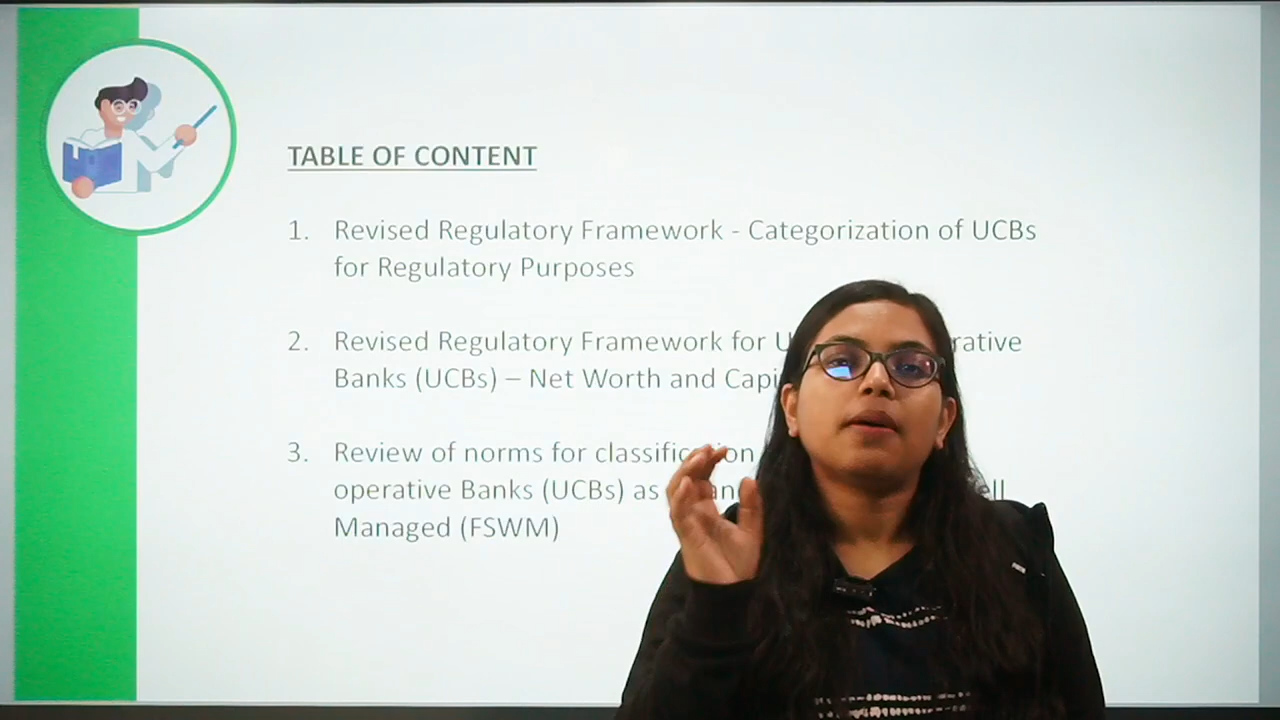 TABLE OF CONTENT
1. Revised Regulatory Framework - Categorization of UCBs
for Regulatory Purposes
2. Revised Regulatory Framework for
Banks (UCBs) – Net Worth and
3. Review of norms for
operative Banks (UCBs) as
Managed (FSWM)